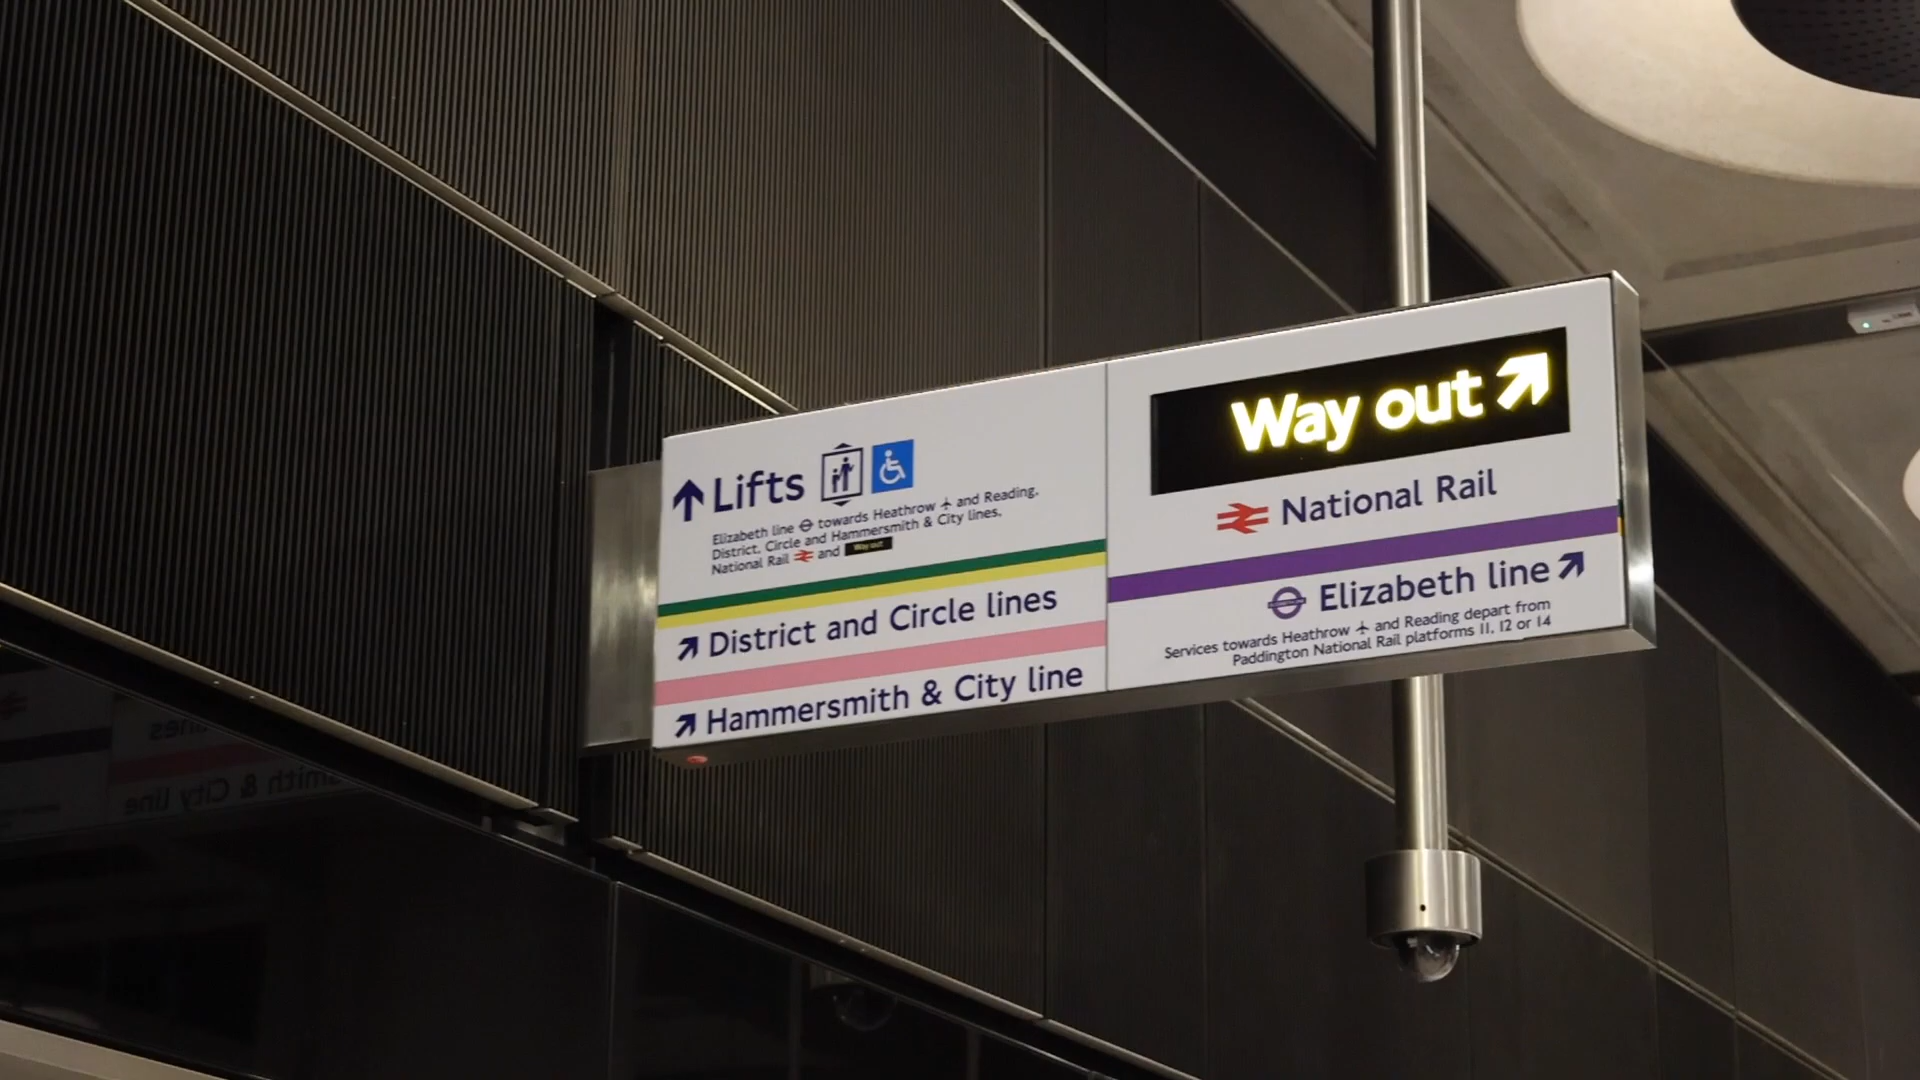 Lifts
Elizabeth line towards Heathrow and Reading,
District, Circle and Hammersmith & City lines,
National Rail and Way out
District and Circle lines
Hammersmith & City line
Way out
National Rail
Elizabeth line
Services towards Heathrow and Reading depart from
Paddington National Rail platforms 11, 12 or 14